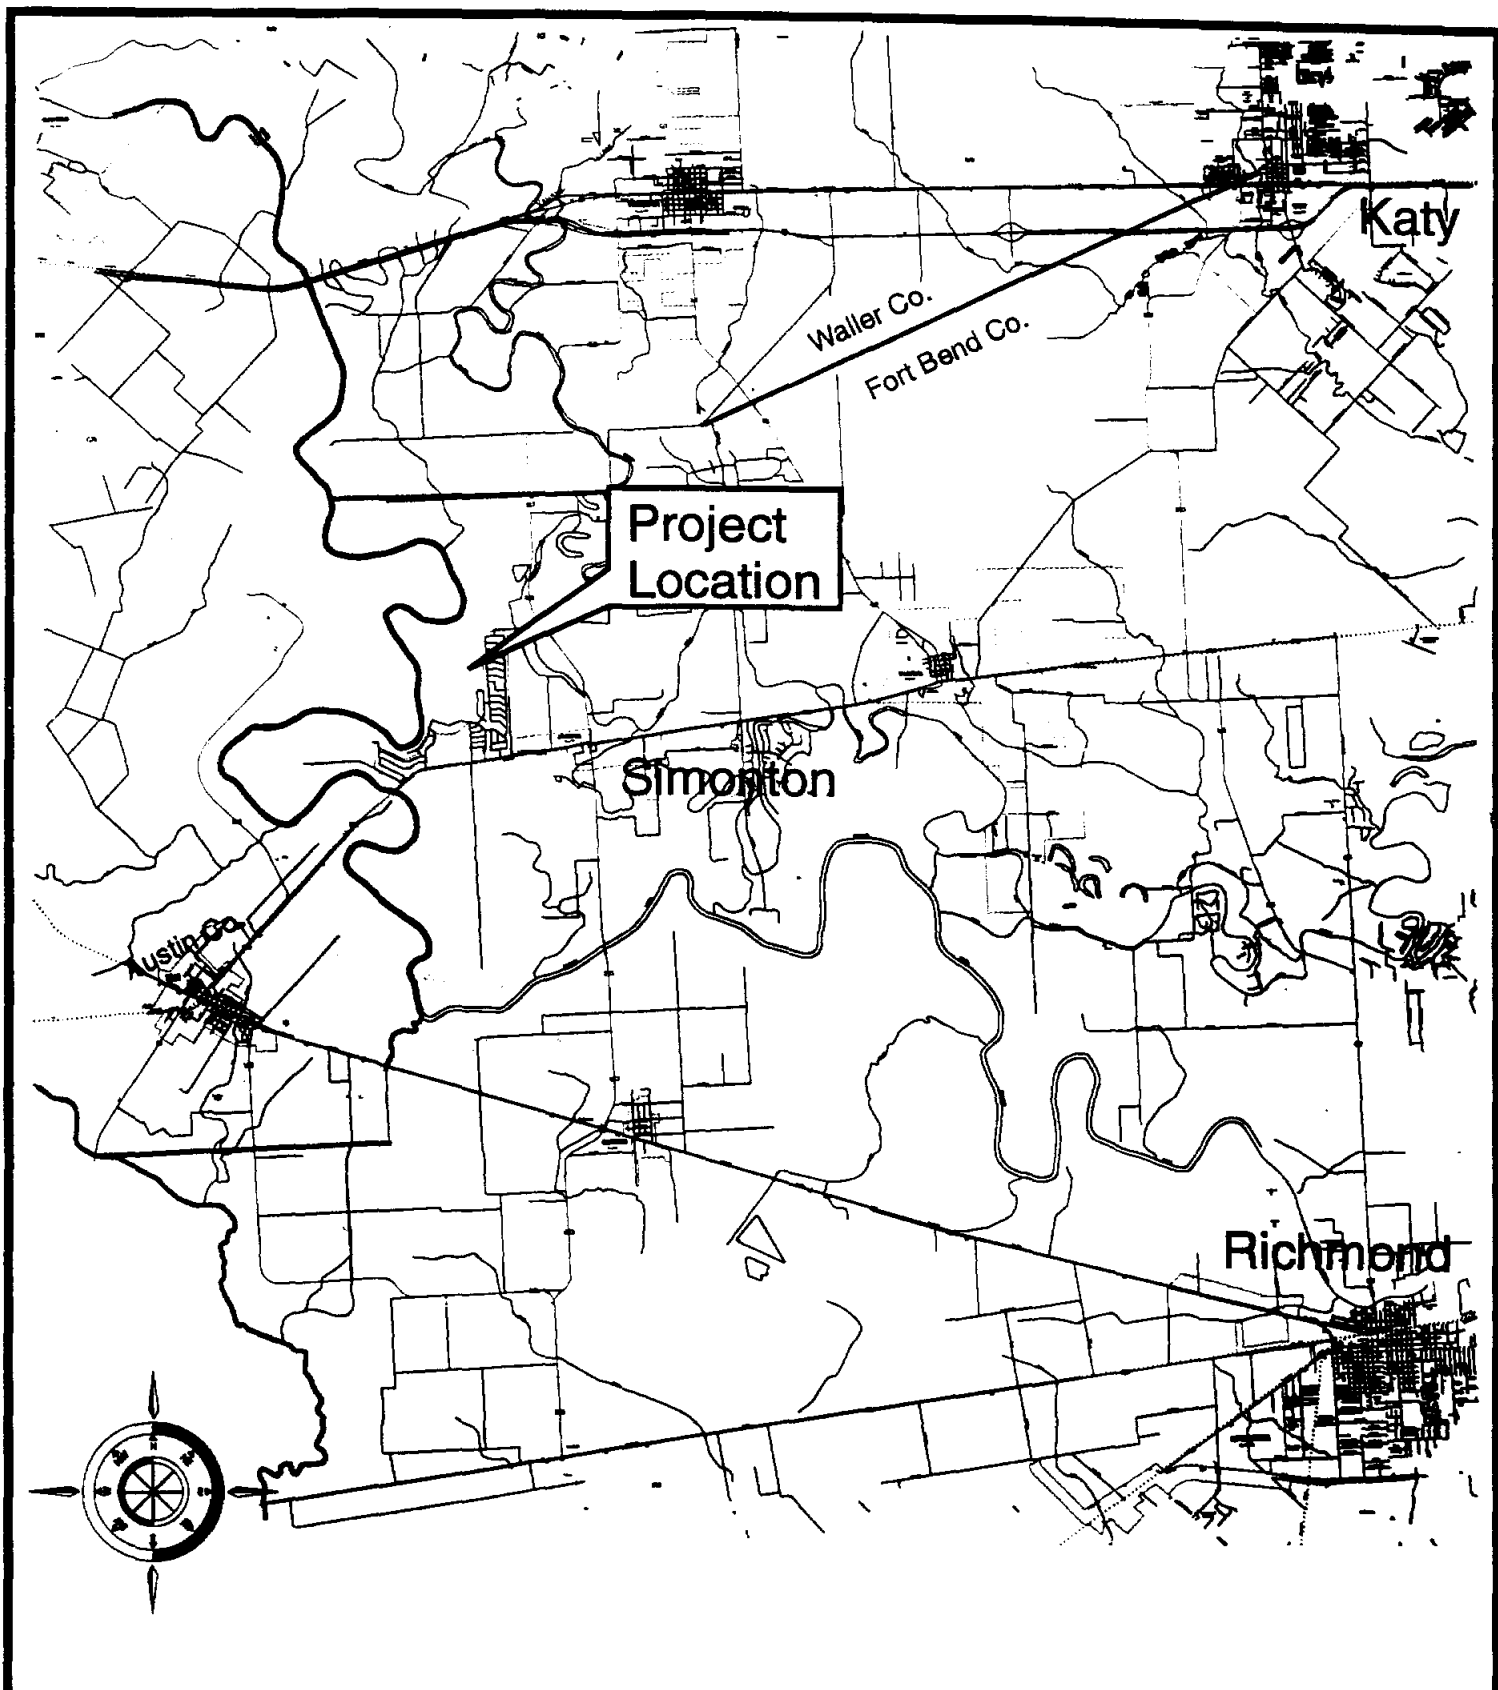 Katy
Waller Co.
Fort Bend Co.
Project
Location
Simonton
Austin Co.
Richmond